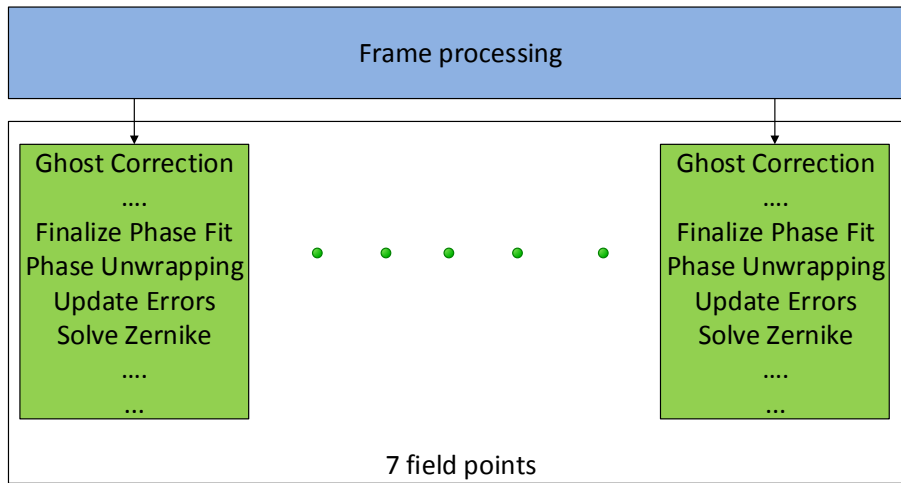 Frame processing
Ghost Correction
....
Finalize Phase Fit
Phase Unwrapping
Update Errors
Solve Zernike
....
...
Ghost Correction
....
Finalize Phase Fit
Phase Unwrapping
Update Errors
Solve Zernike
....
...
7 field points